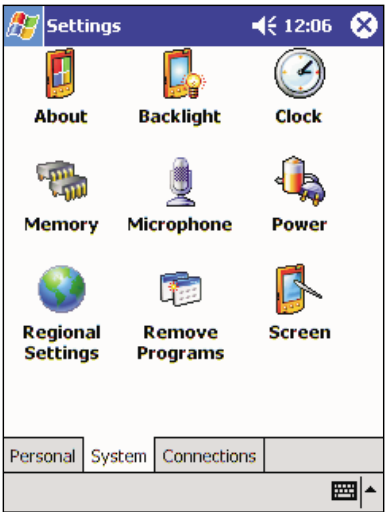 Settings 12:06
About Backlight Clock
Memory Microphone Power
Regional Settings Remove Programs Screen
Personal System Connections